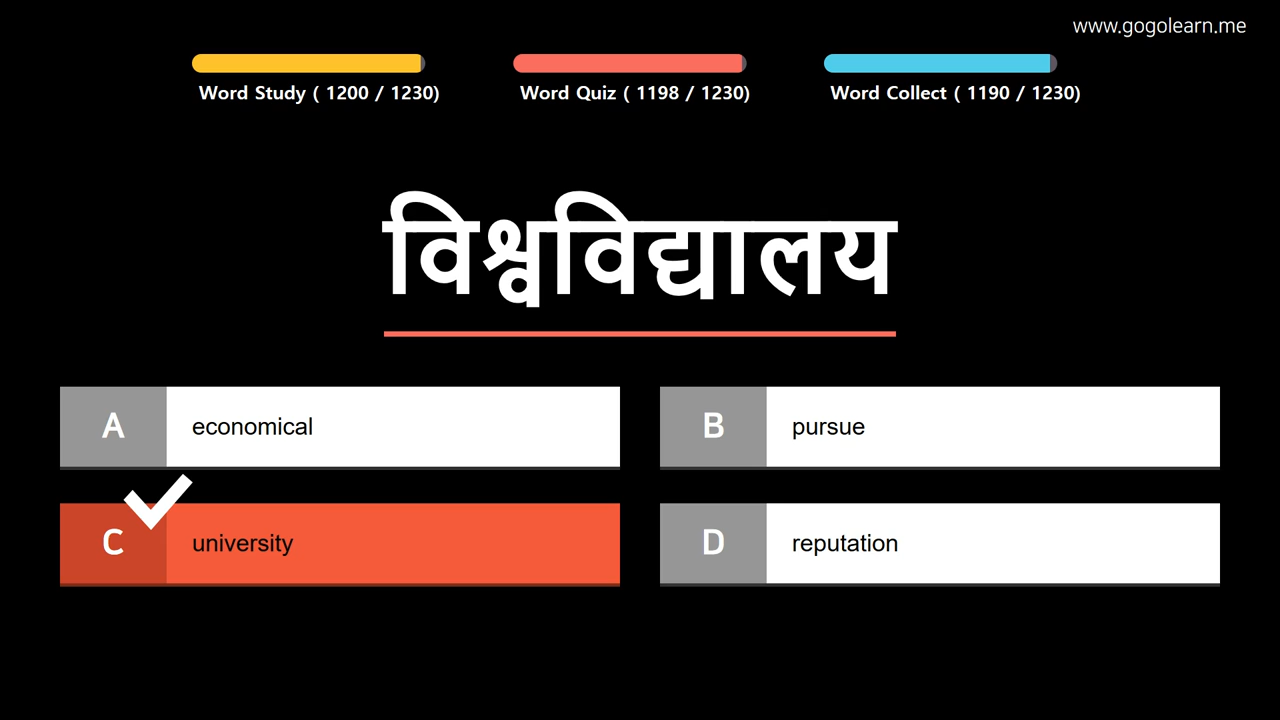 www.gogolearn.me
Word Study ( 1200 / 1230)
Word Quiz ( 1198 / 1230)
Word Collect ( 1190 / 1230)
विश्वविद्यालय
A economical
B pursue
C university
D reputation